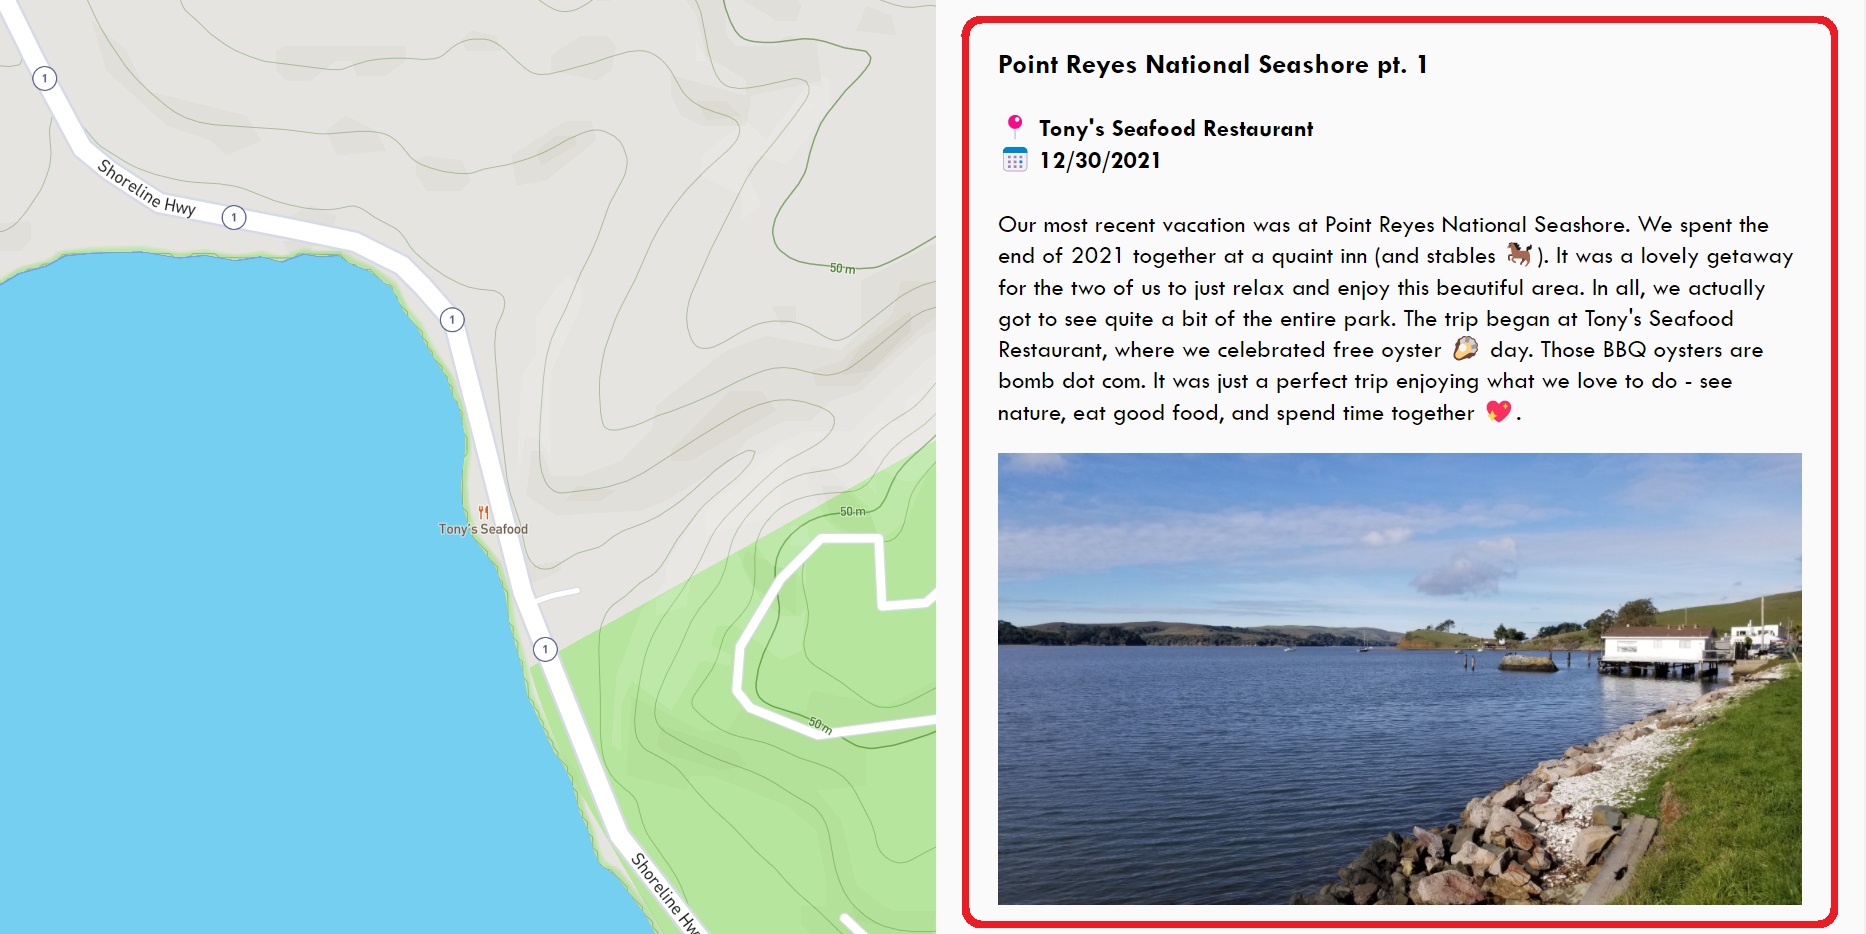 1
Shoreline Hwy
1
50 m
1
Tony's Seafood
50 m
1
50 m
Shoreline Hw
Point Reyes National Seashore pt. 1
📍 Tony's Seafood Restaurant
📅 12/30/2021
Our most recent vacation was at Point Reyes National Seashore. We spent the
end of 2021 together at a quaint inn (and stables 🐎). It was a lovely getaway
for the two of us to just relax and enjoy this beautiful area. In all, we actually
got to see quite a bit of the entire park. The trip began at Tony's Seafood
Restaurant, where we celebrated free oyster 🦪 day. Those BBQ oysters are
bomb dot com. It was just a perfect trip enjoying what we love to do - see
nature, eat good food, and spend time together 💖.